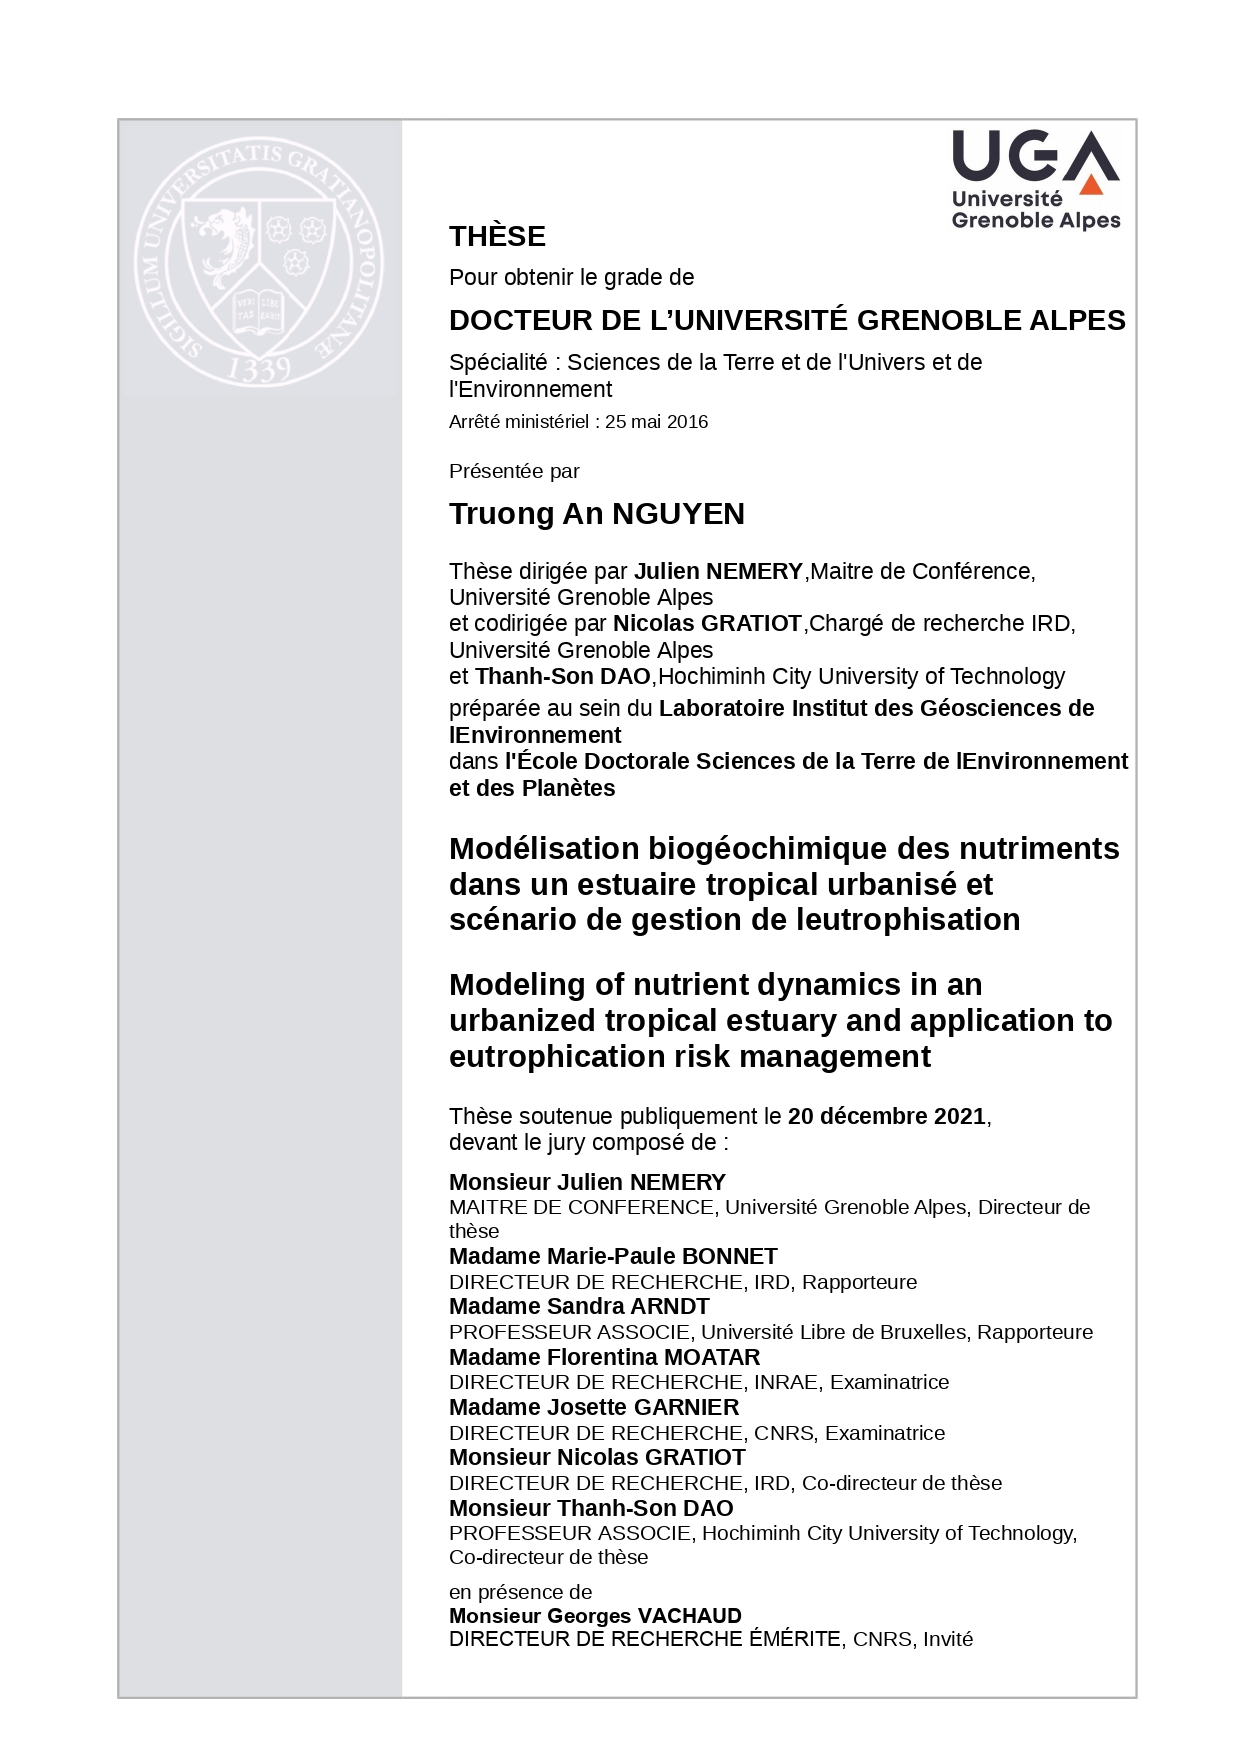 SIGILLUM UNIVERSITATIS GRATIANOPOLITANÆ
VERI LIBE
TAS RABIT
1339
UGA
Université
Grenoble Alpes
THÈSE
Pour obtenir le grade de
DOCTEUR DE L’UNIVERSITÉ GRENOBLE ALPES
Spécialité : Sciences de la Terre et de l'Univers et de
l'Environnement
Arrêté ministériel : 25 mai 2016
Présentée par
Truong An NGUYEN
Thèse dirigée par Julien NEMERY,Maitre de Conférence,
Université Grenoble Alpes
et codirigée par Nicolas GRATIOT,Chargé de recherche IRD,
Université Grenoble Alpes
et Thanh-Son DAO,Hochiminh City University of Technology
préparée au sein du Laboratoire Institut des Géosciences de
lEnvironnement
dans l'École Doctorale Sciences de la Terre de lEnvironnement
et des Planètes
Modélisation biogéochimique des nutriments
dans un estuaire tropical urbanisé et
scénario de gestion de leutrophisation
Modeling of nutrient dynamics in an
urbanized tropical estuary and application to
eutrophication risk management
Thèse soutenue publiquement le 20 décembre 2021,
devant le jury composé de :
Monsieur Julien NEMERY
MAITRE DE CONFERENCE, Université Grenoble Alpes, Directeur de
thèse
Madame Marie-Paule BONNET
DIRECTEUR DE RECHERCHE, IRD, Rapporteure
Madame Sandra ARNDT
PROFESSEUR ASSOCIE, Université Libre de Bruxelles, Rapporteure
Madame Florentina MOATAR
DIRECTEUR DE RECHERCHE, INRAE, Examinatrice
Madame Josette GARNIER
DIRECTEUR DE RECHERCHE, CNRS, Examinatrice
Monsieur Nicolas GRATIOT
DIRECTEUR DE RECHERCHE, IRD, Co-directeur de thèse
Monsieur Thanh-Son DAO
PROFESSEUR ASSOCIE, Hochiminh City University of Technology,
Co-directeur de thèse
en présence de
Monsieur Georges VACHAUD
DIRECTEUR DE RECHERCHE ÉMÉRITE, CNRS, Invité